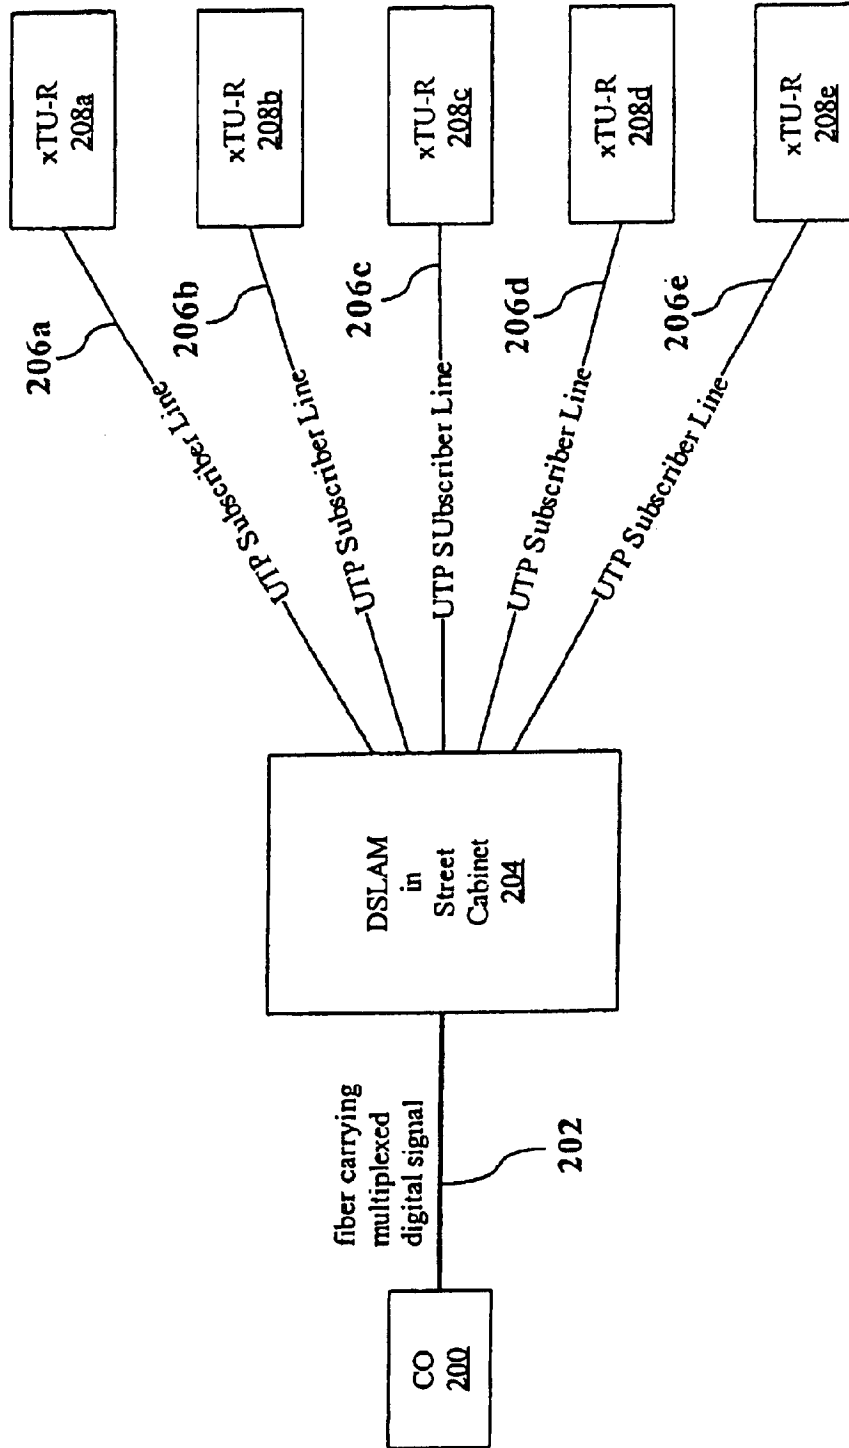 CO
200
fiber carrying
multiplexed
digital signal
202
DSLAM
in
Street
Cabinet
204
UTP Subscriber Line
206a
xTU-R
208a
UTP Subscriber Line
206b
xTU-R
208b
UTP SUbscriber Line
206c
xTU-R
208c
UTP Subscriber Line
206d
xTU-R
208d
UTP Subscriber Line
206e
xTU-R
208e